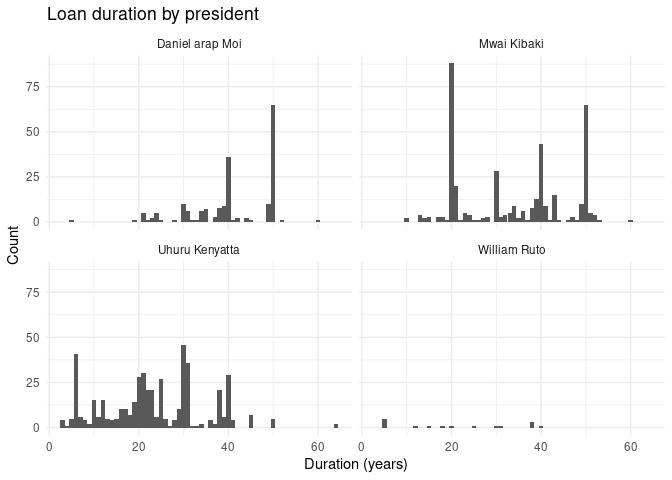 Loan duration by president
Daniel arap Moi
Mwai Kibaki
75
50
25
0
Uhuru Kenyatta
William Ruto
75
50
25
0
0 20 40 60 0 20 40 60
Count
Duration (years)